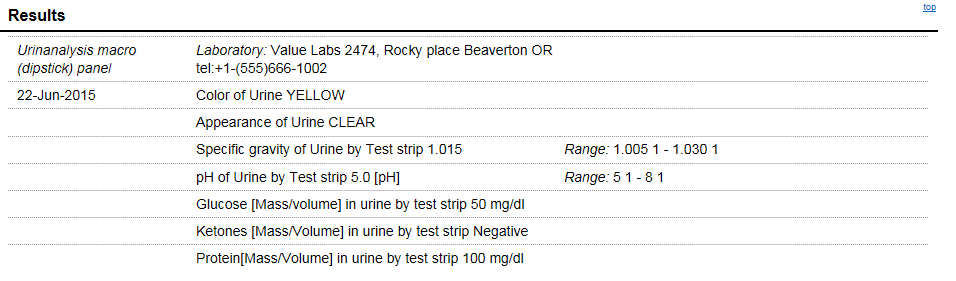 top
Results
Urinanalysis macro (dipstick) panel
Laboratory: Value Labs 2474, Rocky place Beaverton OR
tel:+1-(555)666-1002
22-Jun-2015 Color of Urine YELLOW
Appearance of Urine CLEAR
Specific gravity of Urine by Test strip 1.015 Range: 1.005 1 - 1.030 1
pH of Urine by Test strip 5.0 [pH] Range: 5 1 - 8 1
Glucose [Mass/volume] in urine by test strip 50 mg/dl
Ketones [Mass/Volume] in urine by test strip Negative
Protein[Mass/Volume] in urine by test strip 100 mg/dl